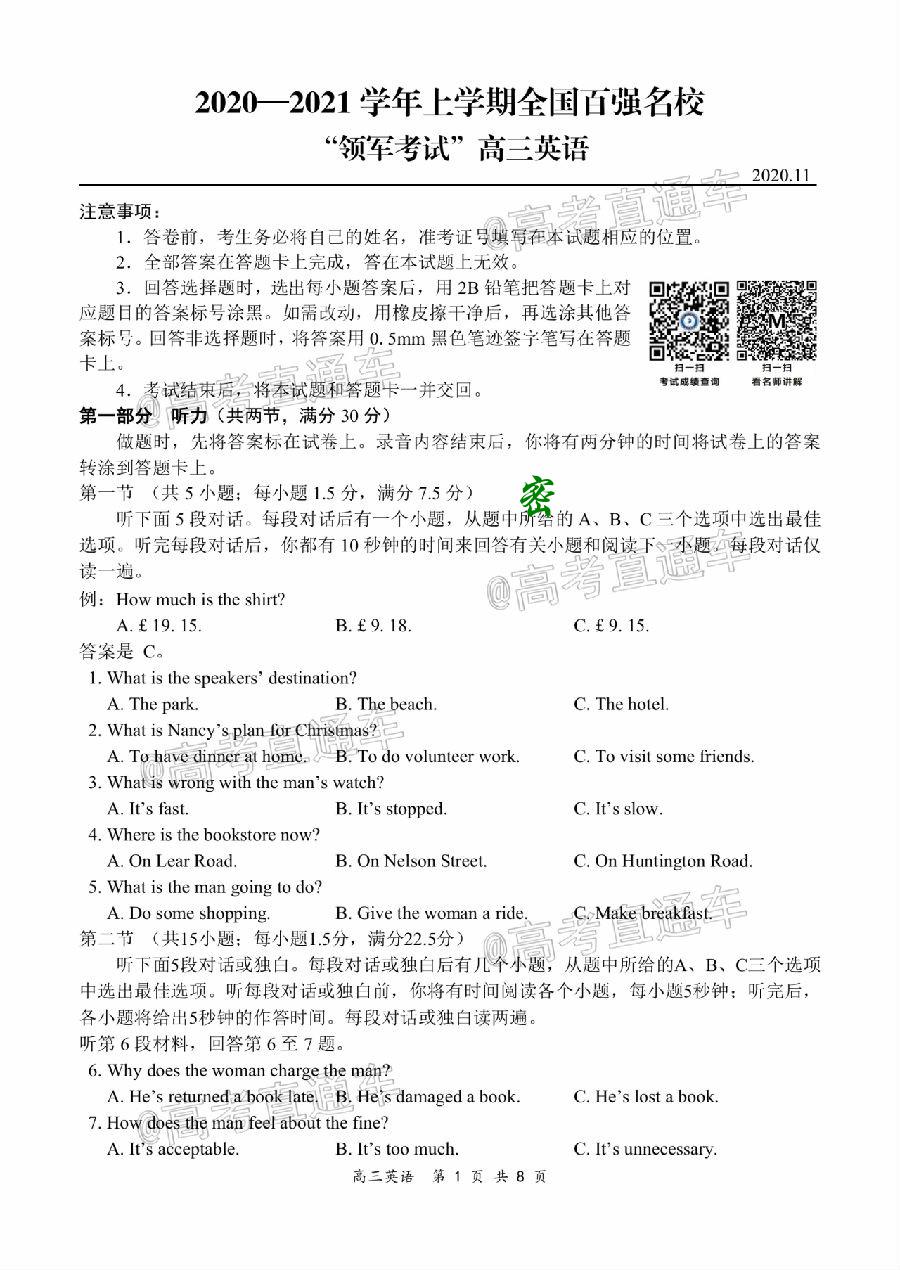 2020—2021 学年上学期全国百强名校
“领军考试”高三英语
2020.11
注意事项：
1．答卷前，考生务必将自己的姓名，准考证号填写在本试题相应的位置。
2．全部答案在答题卡上完成，答在本试题上无效。
3．回答选择题时，选出每小题答案后，用 2B 铅笔把答题卡上对
应题目的答案标号涂黑。如需改动，用橡皮擦干净后，再选涂其他答
案标号。回答非选择题时，将答案用 0.5mm 黑色笔迹签字笔写在答题
卡上。
扫一扫 扫一扫
考试成绩查询 看名师讲解
4．考试结束后，将本试题和答题卡一并交回。
第一部分 听力（共两节，满分 30 分）
做题时，先将答案标在试卷上。录音内容结束后，你将有两分钟的时间将试卷上的答案
转涂到答题卡上。
第一节 （共 5 小题；每小题 1.5 分，满分 7.5 分）
密
听下面 5 段对话。每段对话后有一个小题，从题中所给的 A、B、C 三个选项中选出最佳
选项。听完每段对话后，你都有 10 秒钟的时间来回答有关小题和阅读下一小题。每段对话仅
读一遍。
例：How much is the shirt?
A. £ 19. 15. B. £ 9. 18. C. £ 9. 15.
答案是 C。
1. What is the speakers’ destination?
A. The park. B. The beach. C. The hotel.
2. What is Nancy’s plan for Christmas?
A. To have dinner at home. B. To do volunteer work. C. To visit some friends.
3. What is wrong with the man’s watch?
A. It’s fast. B. It’s stopped. C. It’s slow.
4. Where is the bookstore now?
A. On Lear Road. B. On Nelson Street. C. On Huntington Road.
5. What is the man going to do?
A. Do some shopping. B. Give the woman a ride. C. Make breakfast.
第二节 （共15小题；每小题1.5分，满分22.5分）
听下面5段对话或独白。每段对话或独白后有几个小题，从题中所给的A、B、C三个选项
中选出最佳选项。听每段对话或独白前，你将有时间阅读各个小题，每小题5秒钟；听完后，
各小题将给出5秒钟的作答时间。每段对话或独白读两遍。
听第 6 段材料，回答第 6 至 7 题。
6. Why does the woman charge the man?
A. He’s returned a book late. B. He’s damaged a book. C. He’s lost a book.
7. How does the man feel about the fine?
A. It’s acceptable. B. It’s too much. C. It’s unnecessary.
高三英语 第 1 页 共 8 页
@高考直通车
@高考直通车
@高考直通车
@高考直通车
@高考直通车
@高考直通车